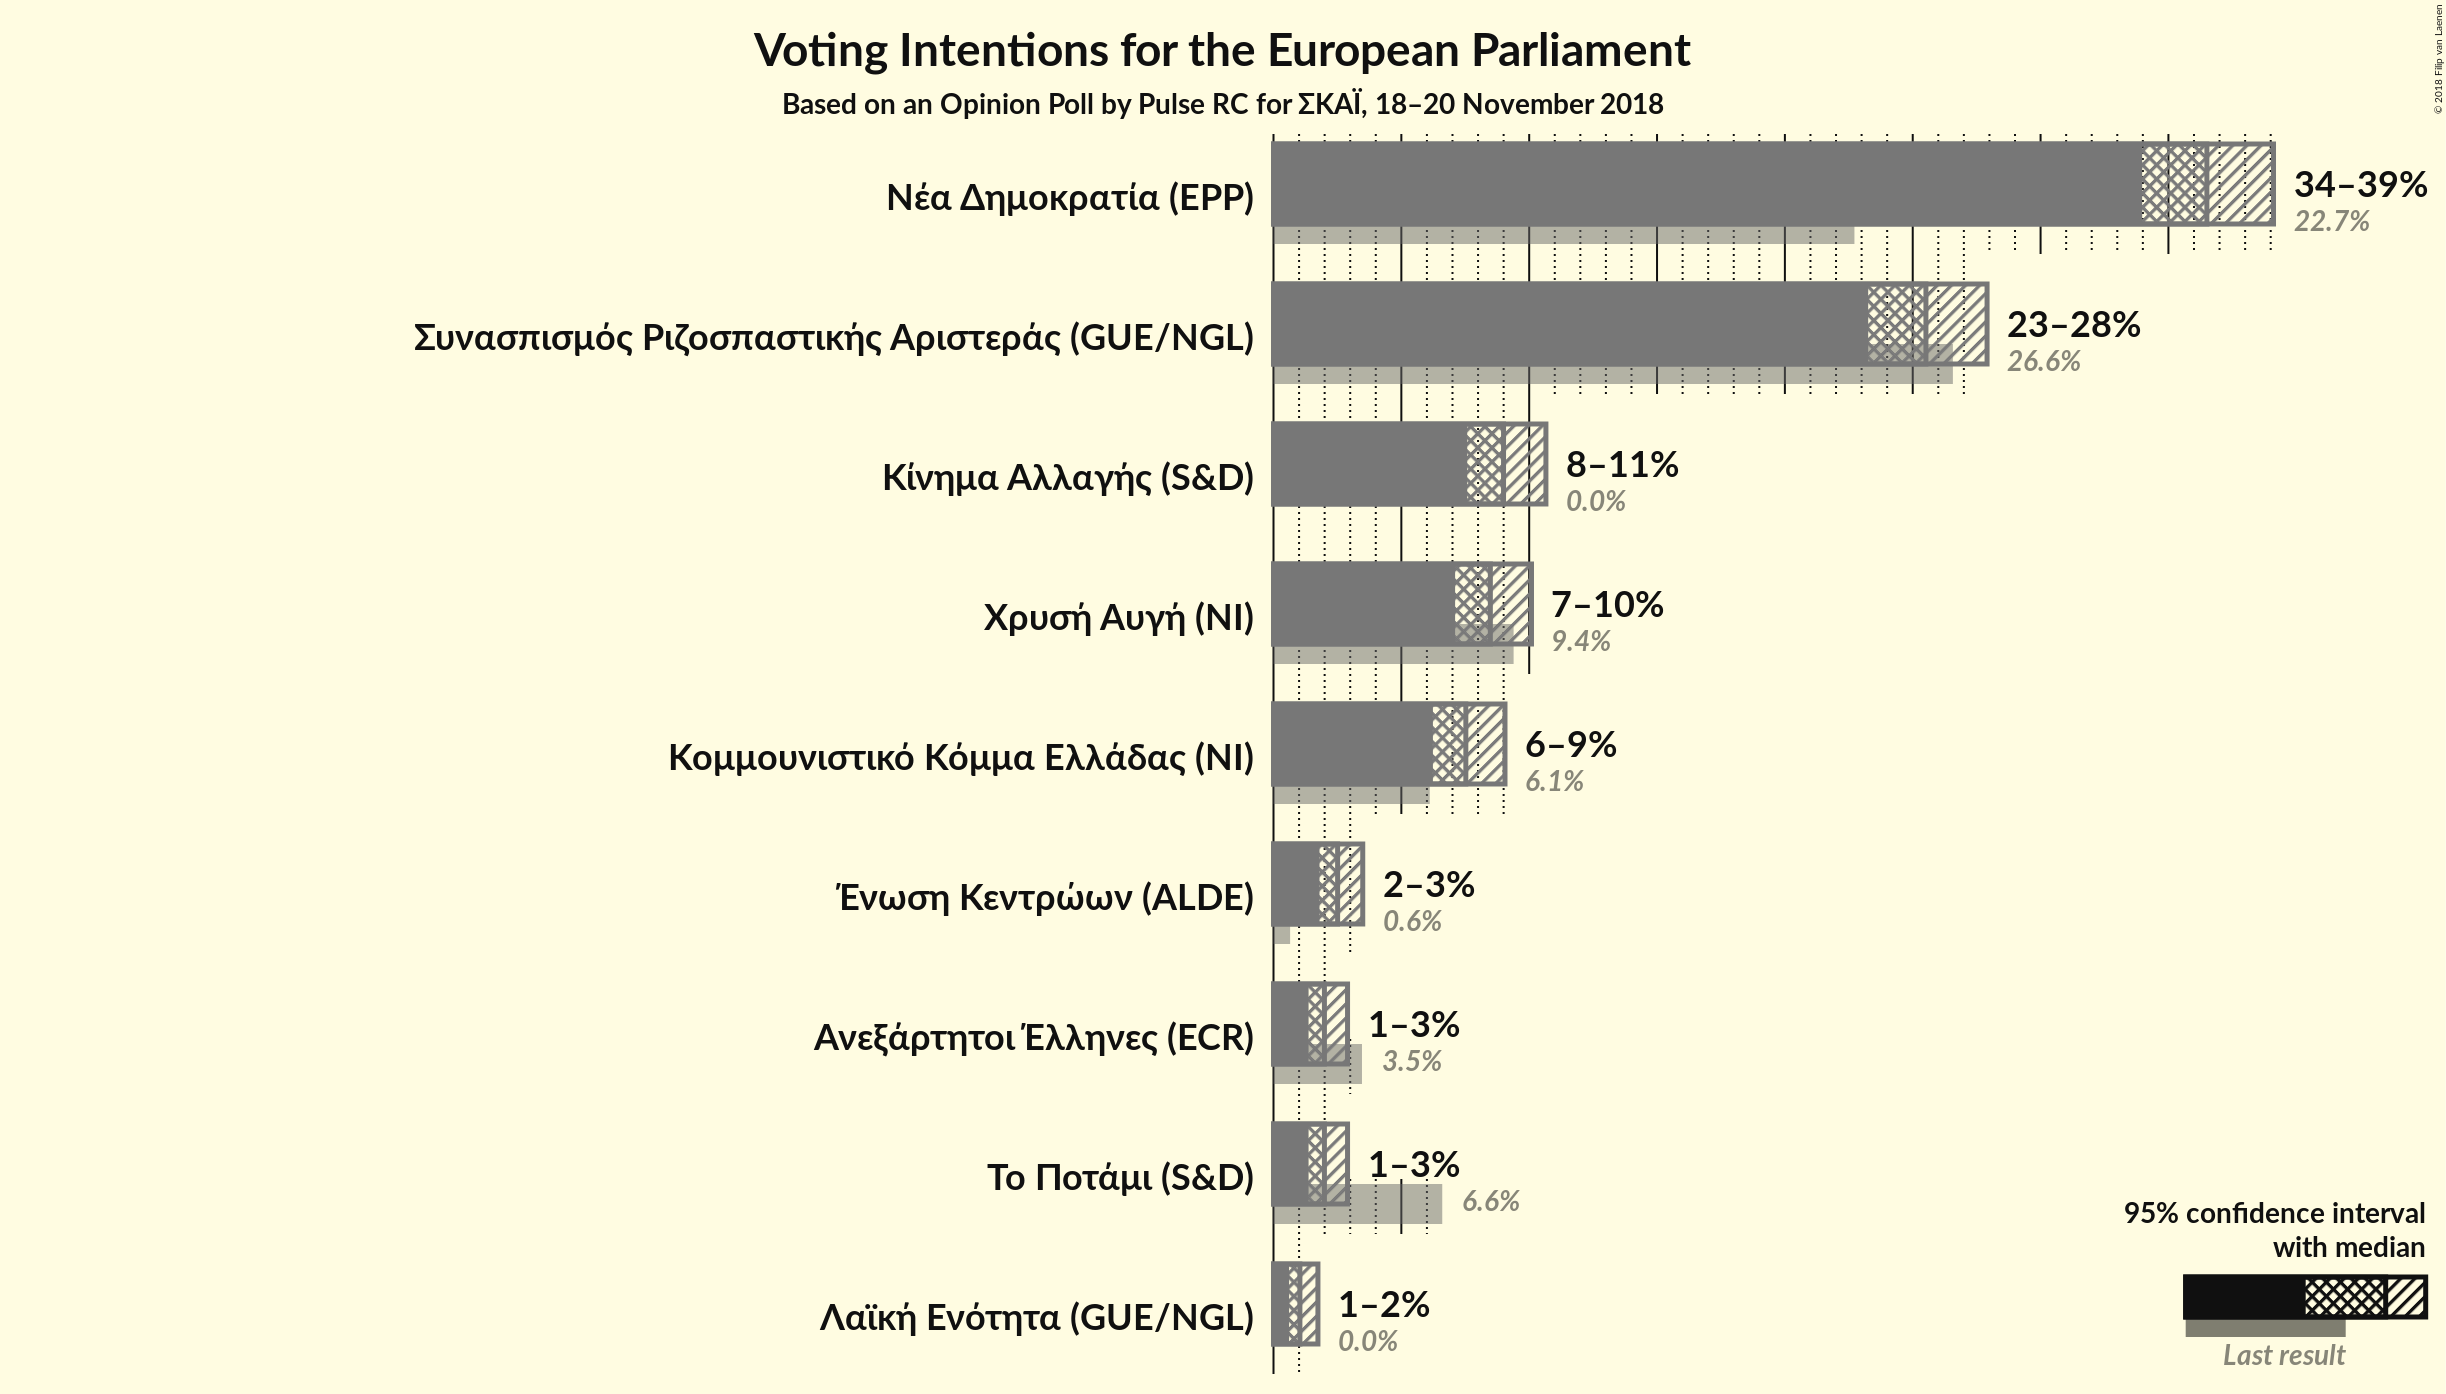 © 2018 Filip van Laenen
Voting Intentions for the European Parliament
Based on an Opinion Poll by Pulse RC for ΣΚΑΪ, 18–20 November 2018
Νέα Δημοκρατία (EPP)
34–39%
22.7%
Συνασπισμός Ριζοσπαστικής Αριστεράς (GUE/NGL)
23–28%
26.6%
Κίνημα Αλλαγής (S&D)
8–11%
0.0%
Χρυσή Αυγή (NI)
7–10%
9.4%
Κομμουνιστικό Κόμμα Ελλάδας (NI)
6–9%
6.1%
Ένωση Κεντρώων (ALDE)
2–3%
0.6%
Ανεξάρτητοι Έλληνες (ECR)
1–3%
3.5%
Το Ποτάμι (S&D)
1–3%
6.6%
Λαϊκή Ενότητα (GUE/NGL)
1–2%
0.0%
95% confidence interval
with median
Last result